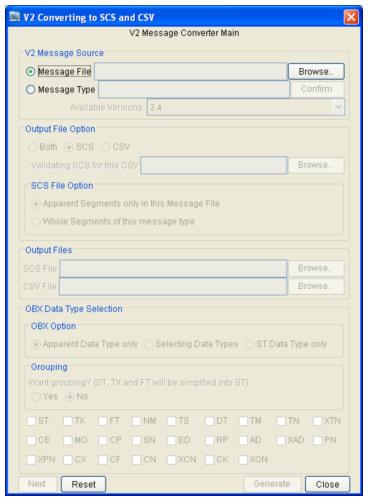 V2 Converting to SCS and CSV
V2 Message Converter Main
V2 Message Source
Message File Browse..
Message Type Confirm
Available Versions 2.4
Output File Option
Both SCS CSV
Validating SCS for this CSV Browse..
SCS File Option
Apparent Segments only in this Message File
Whole Segments of this message type
Output Files
SCS File Browse..
CSV File Browse..
OBX Data Type Selection
OBX Option
Apparent Data Type only Selecting Data Types ST Data Type only
Grouping
Want grouping? (ST, TX and FT will be simplfied into ST)
Yes No
ST TX FT NM TS DT TM TN XTN
CE MO CP SN ED RP AD XAD PN
XPN CX CF CN XCN CK XON
Next Reset Generate Close